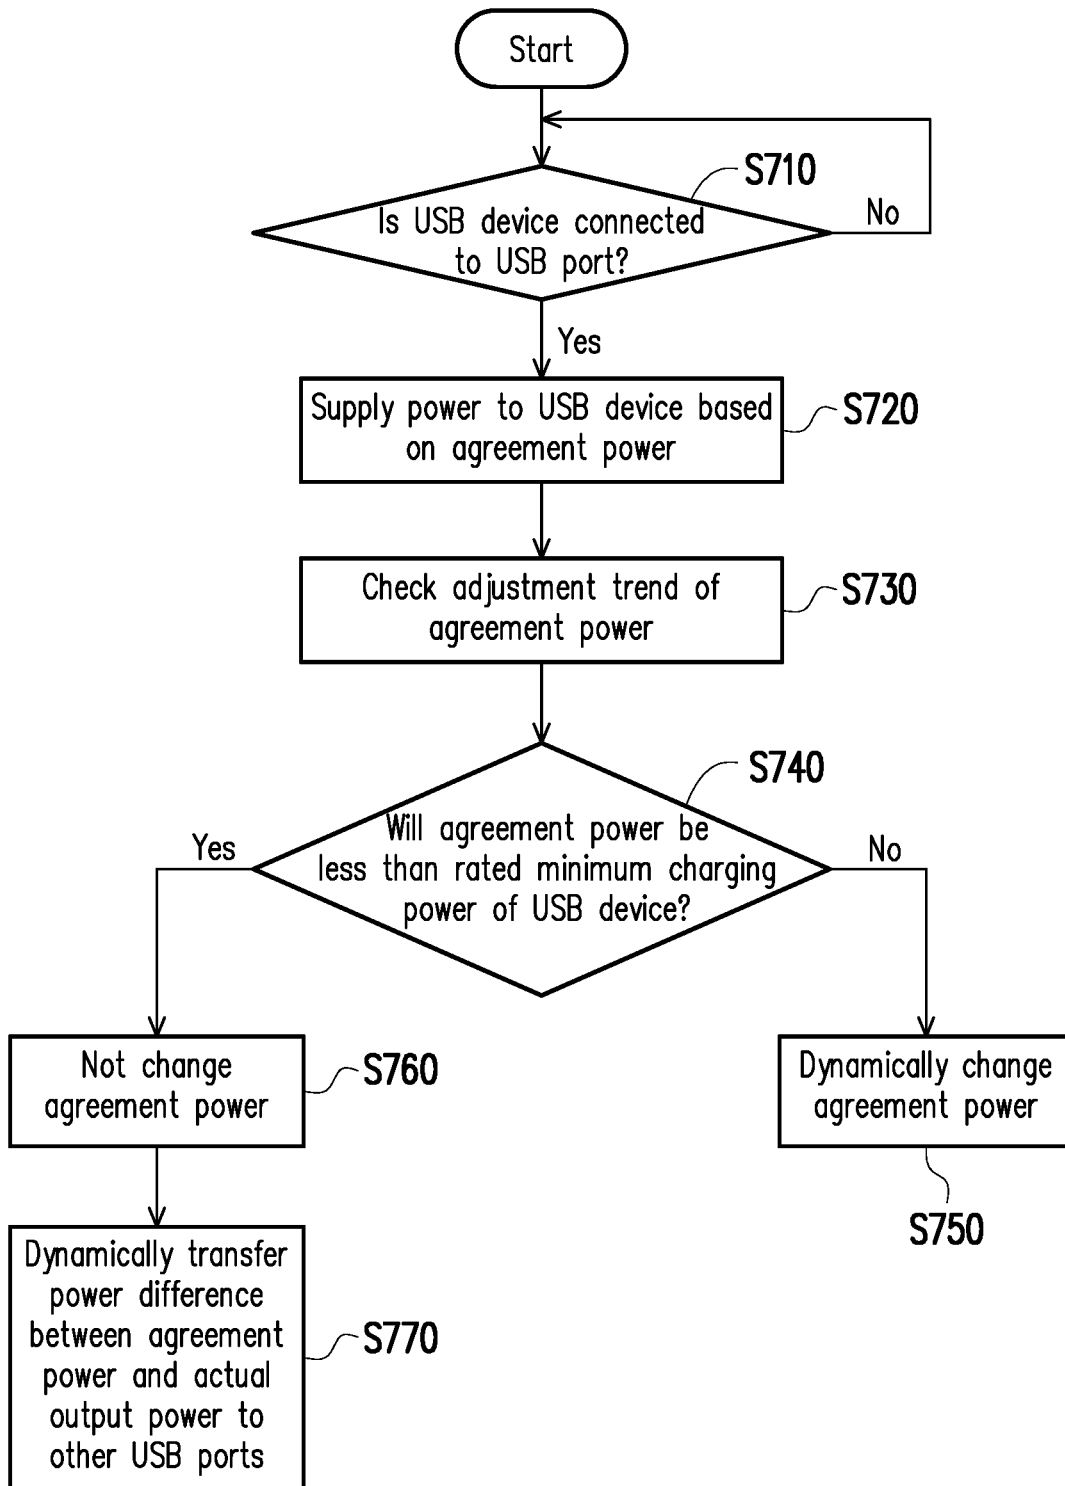 Start
S710
Is USB device connected
to USB port?
No
Yes
Supply power to USB device based
on agreement power
S720
Check adjustment trend of
agreement power
S730
S740
Will agreement power be
less than rated minimum charging
power of USB device?
Yes
No
Not change
agreement power
S760
Dynamically change
agreement power
S750
Dynamically transfer
power difference
between agreement
power and actual
output power to
other USB ports
S770